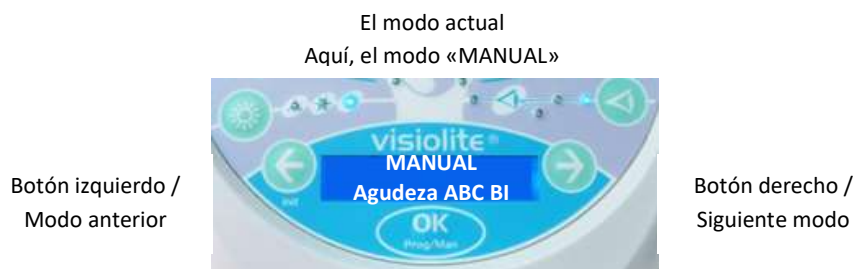 El modo actual
Aquí, el modo «MANUAL»
visiolite®
MANUAL
Agudeza ABC BI
Botón izquierdo /
Modo anterior
Init
OK
Prog/Man
Botón derecho /
Siguiente modo